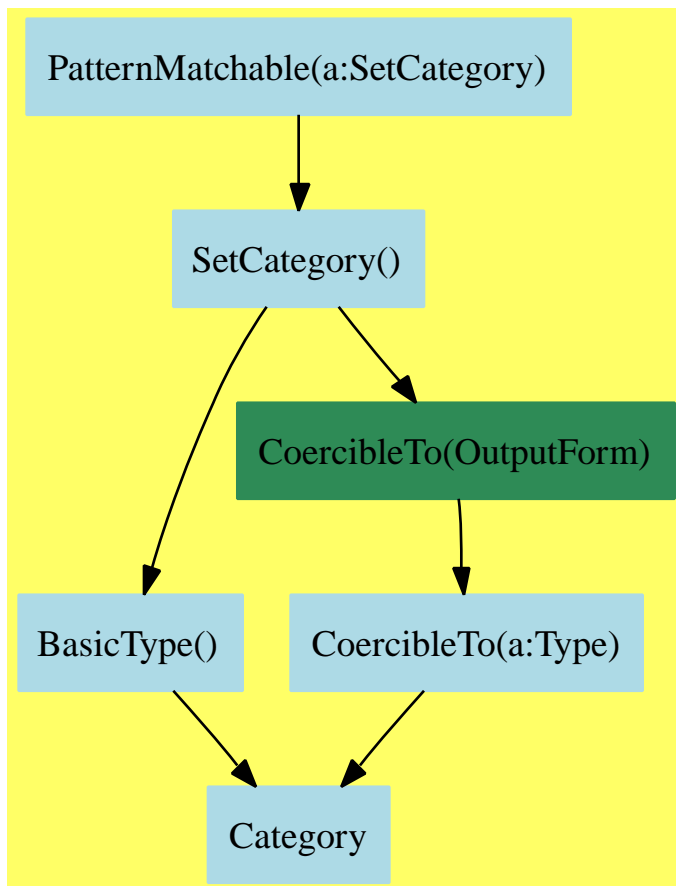 PatternMatchable(a:SetCategory)
SetCategory()
CoercibleTo(OutputForm)
BasicType()
CoercibleTo(a:Type)
Category